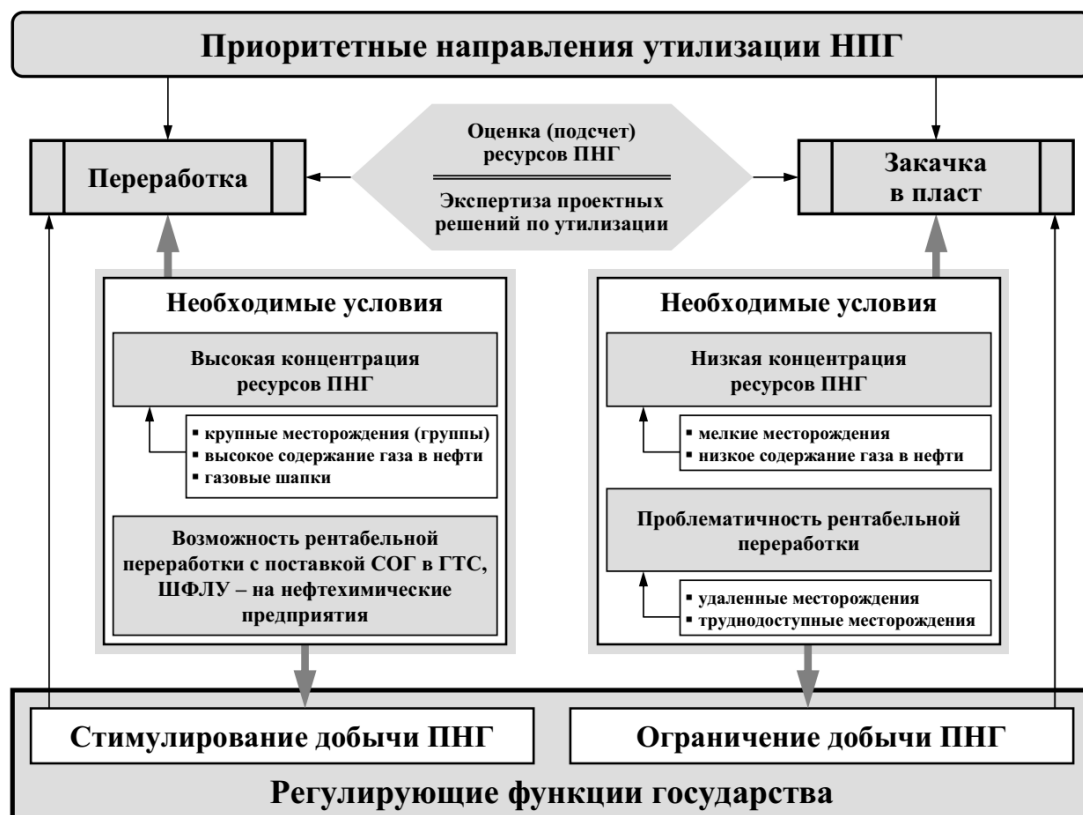 Приоритетные направления утилизации НПГ
Переработка
Оценка (подсчет)
ресурсов ПНГ
Экспертиза проектных
решений по утилизации
Закачка
в пласт
Необходимые условия
Высокая концентрация
ресурсов ПНГ
▪ крупные месторождения (группы)
▪ высокое содержание газа в нефти
▪ газовые шапки
Возможность рентабельной
переработки с поставкой СОГ в ГТС,
ШФЛУ – на нефтехимические
предприятия
Необходимые условия
Низкая концентрация
ресурсов ПНГ
▪ мелкие месторождения
▪ низкое содержание газа в нефти
Проблематичность рентабельной
переработки
▪ удаленные месторождения
▪ труднодоступные месторождения
Стимулирование добычи ПНГ
Ограничение добычи ПНГ
Регулирующие функции государства